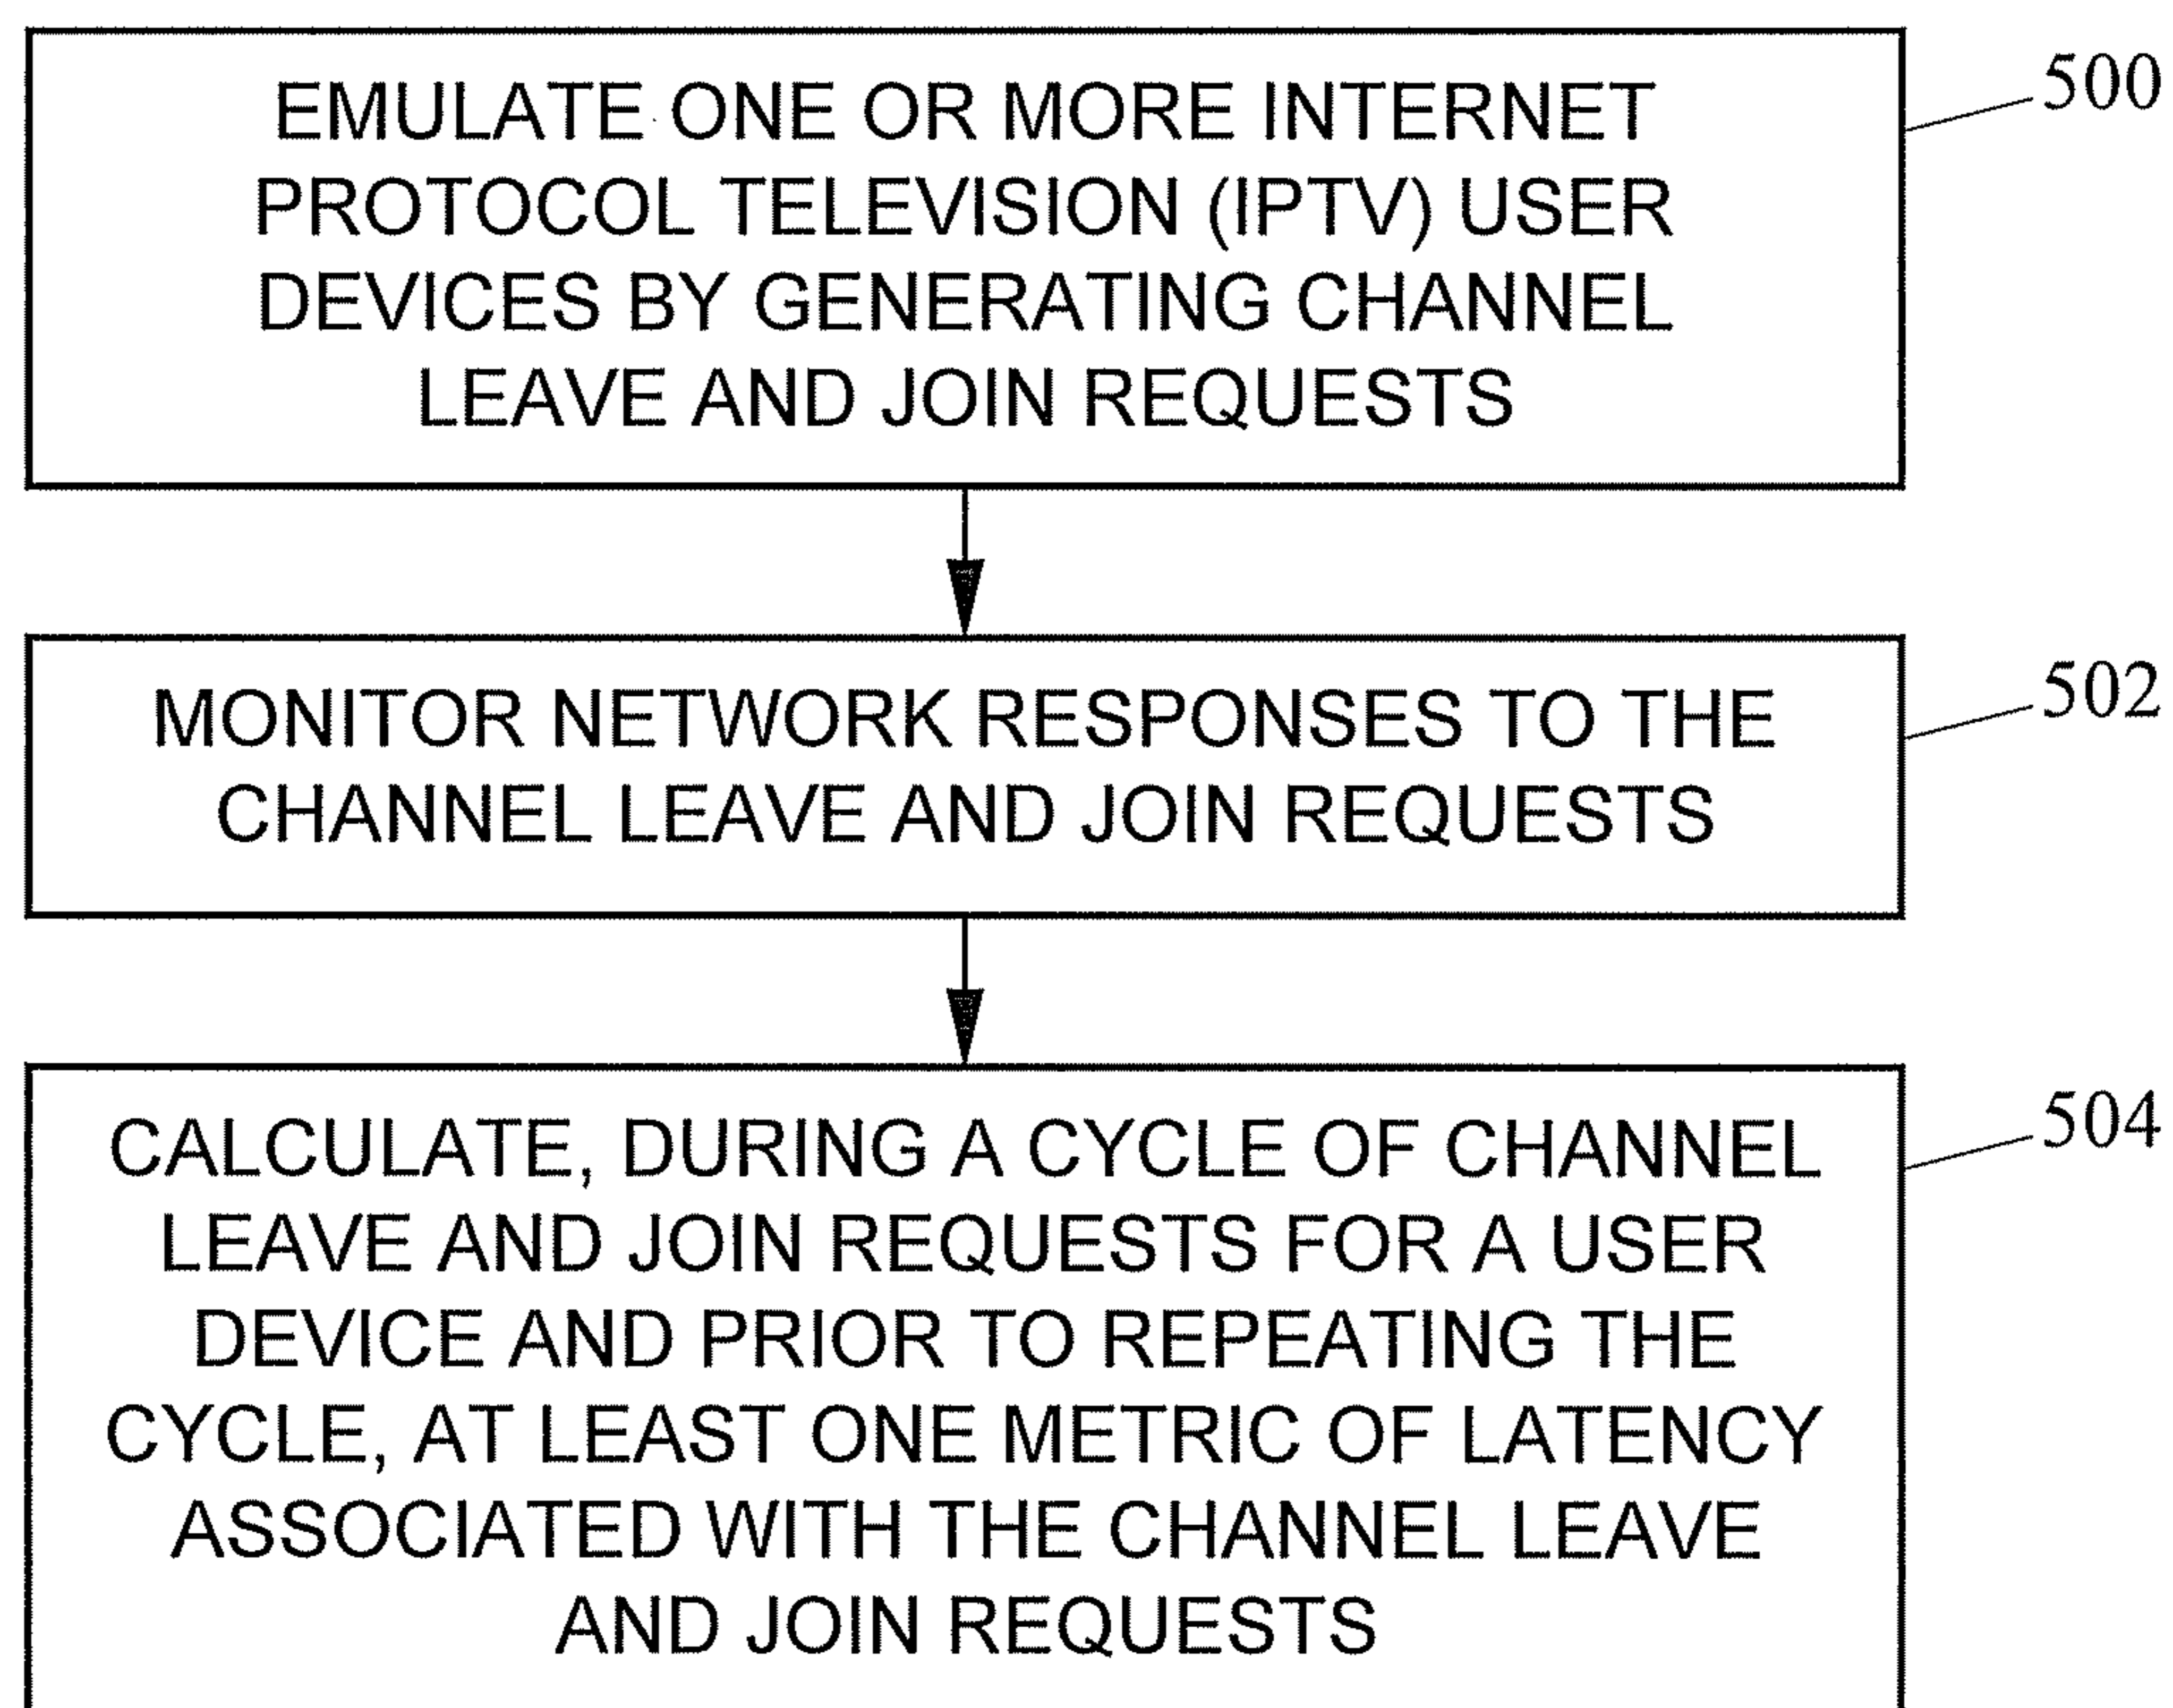 EMULATE ONE OR MORE INTERNET
PROTOCOL TELEVISION (IPTV) USER
DEVICES BY GENERATING CHANNEL
LEAVE AND JOIN REQUESTS
500
MONITOR NETWORK RESPONSES TO THE
CHANNEL LEAVE AND JOIN REQUESTS
502
CALCULATE, DURING A CYCLE OF CHANNEL
LEAVE AND JOIN REQUESTS FOR A USER
DEVICE AND PRIOR TO REPEATING THE
CYCLE, AT LEAST ONE METRIC OF LATENCY
ASSOCIATED WITH THE CHANNEL LEAVE
AND JOIN REQUESTS
504